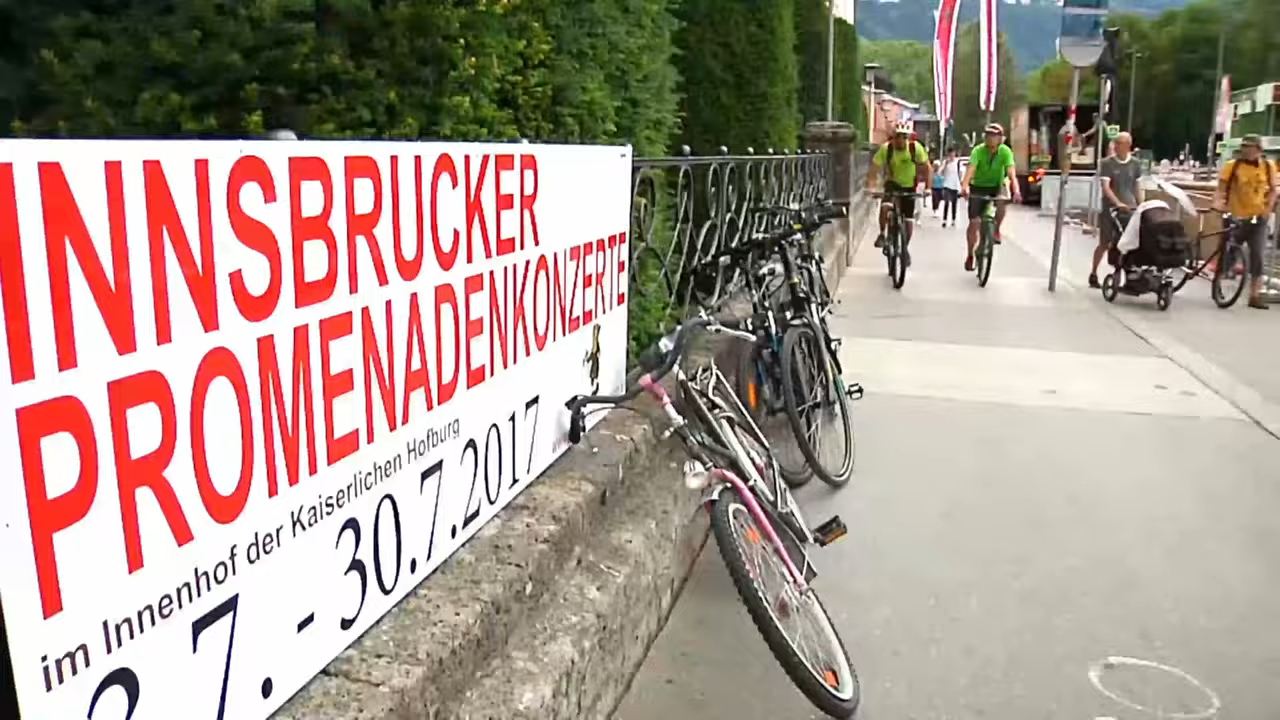 INNSBRUCKER
PROMENADENKONZERTE
im Innenhof der Kaiserlichen Hofburg
7. - 30.7.2017